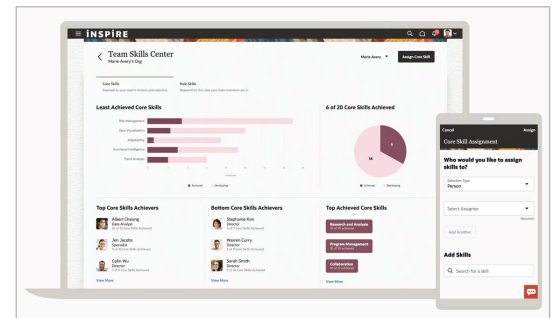 iNSPiRE
Team Skills Center
Marie Avery's Org
Marie Avery
Assign Core Skill
Core Skills
Role Skills
Least Achieved Core Skills
Risk Management
Data Visualization
Adaptability
Emotional Intelligence
Trend Analysis
Achieved
Developing
6 of 20 Core Skills Achieved
6
14
Achieved
Developing
Top Core Skills Achievers
Albert Cheung
Data Analyst
Jen Jacobs
Specialist
Colin Wu
Director
View More
Bottom Core Skills Achievers
Stephanie Kim
Director
Warren Curry
Director
Sarah Smith
Director
View More
Top Achieved Core Skills
Research and Analysis
Program Management
Collaboration
View More
Cancel
Assign
Core Skill Assignment
Who would you like to assign
skills to?
Selection Type
Person
Select Assignee
Required
Add Another
Add Skills
Search for a skill